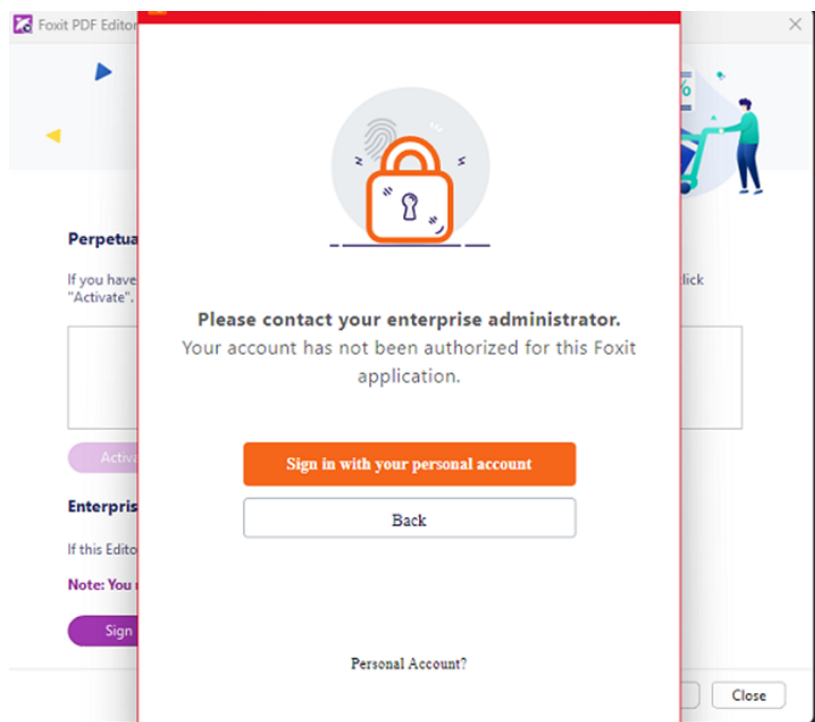 Foxit PDF Editor
%
Perpetua
If you have
lick
"Activate".
Activa
Please contact your enterprise administrator.
Your account has not been authorized for this Foxit
application.
Sign in with your personal account
Back
Enterpris
If this Edito
Note: You
Sign
Personal Account?
Close